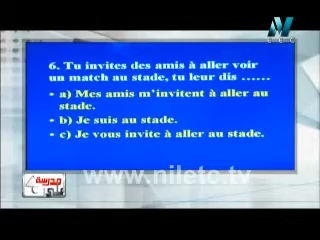 6. Tu invites des amis à aller voir
un match au stade, tu leur dis ......
• a) Mes amis m'invitent à aller au
stade.
• b) Je suis au stade.
• c) Je vous invite à aller au stade.
www.nilete.tv
مدرسة